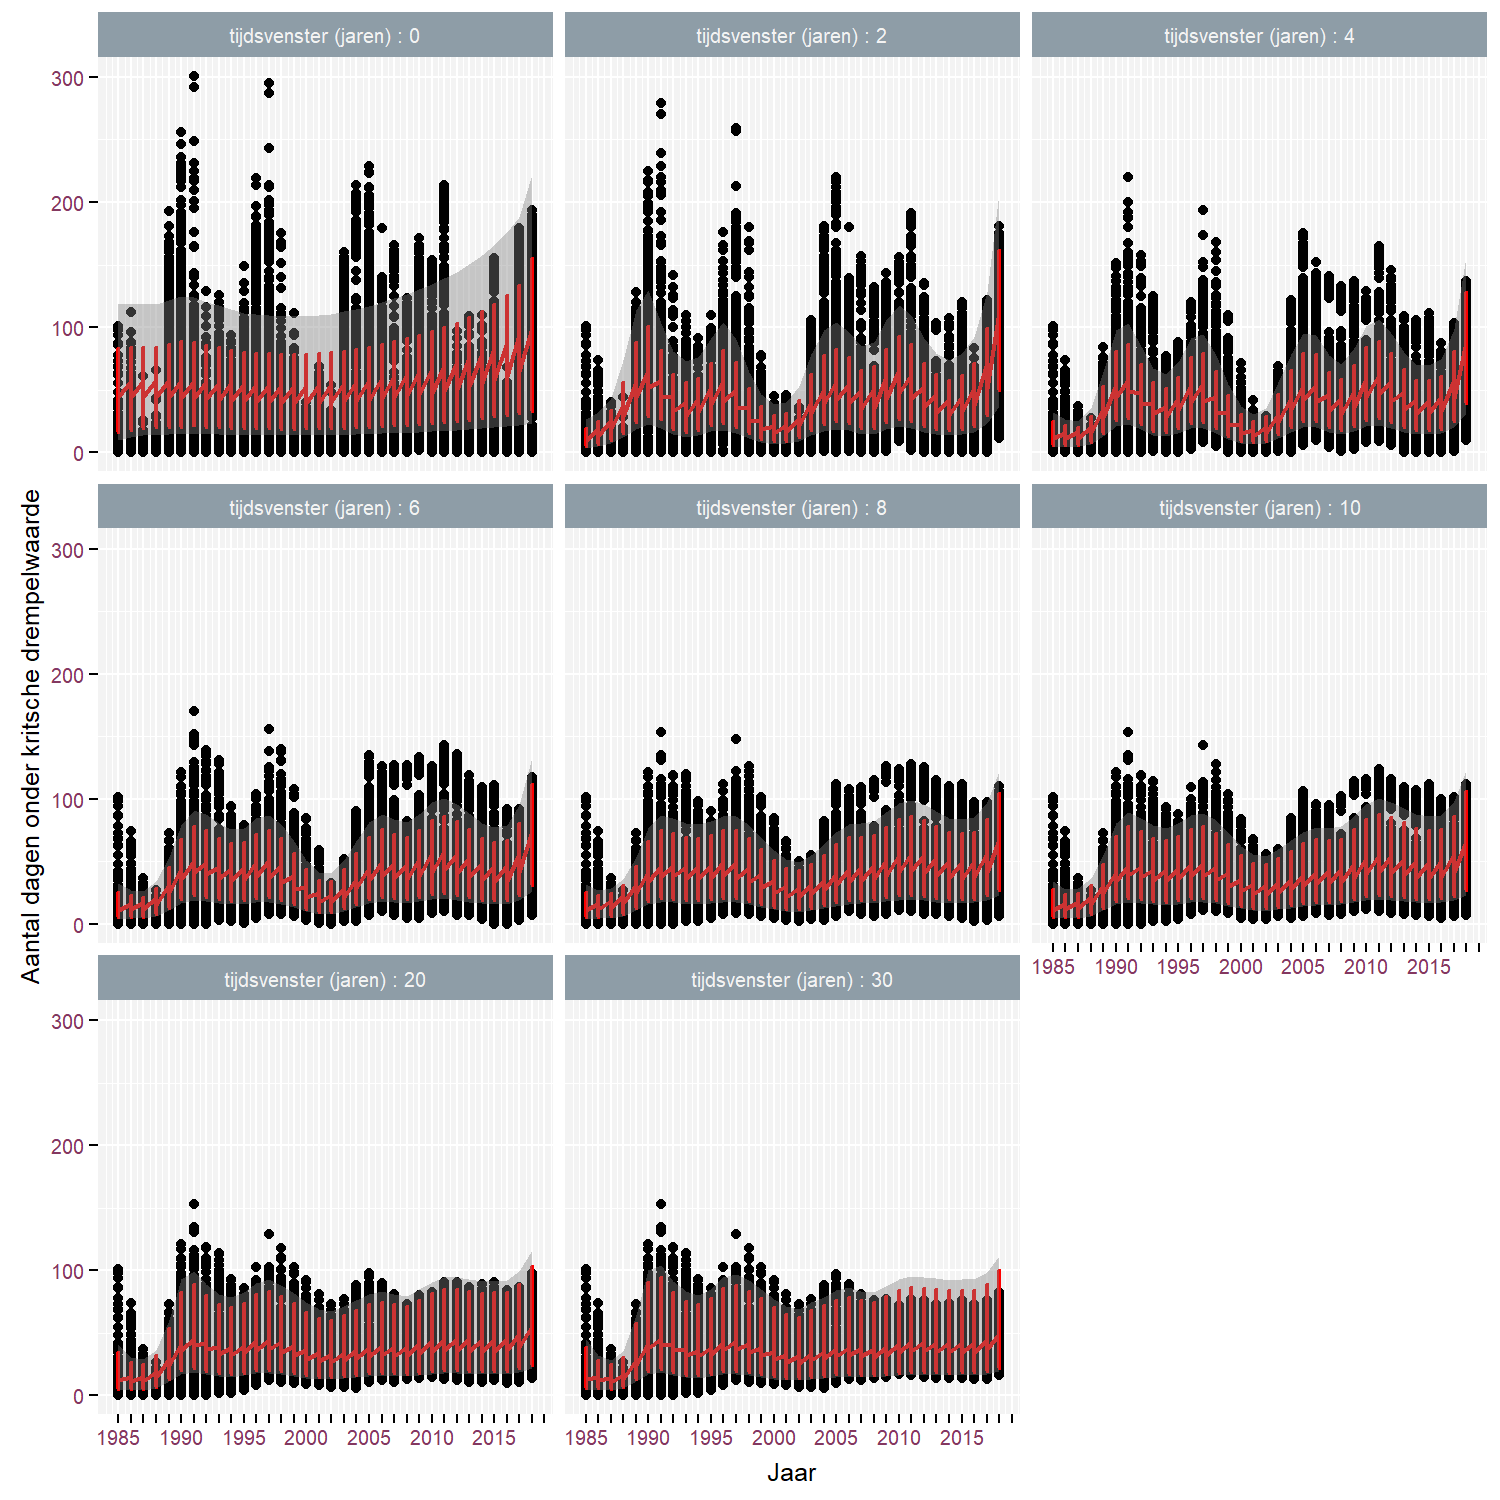 tijdsvenster (jaren) : 0
tijdsvenster (jaren) : 2
tijdsvenster (jaren) : 4
300
200
100
0
tijdsvenster (jaren) : 6
tijdsvenster (jaren) : 8
tijdsvenster (jaren) : 10
300
200
100
0
1985 1990 1995 2000 2005 2010 2015
tijdsvenster (jaren) : 20
tijdsvenster (jaren) : 30
300
200
100
0
1985 1990 1995 2000 2005 2010 2015
1985 1990 1995 2000 2005 2010 2015
Aantal dagen onder kritsche drempelwaarde
Jaar